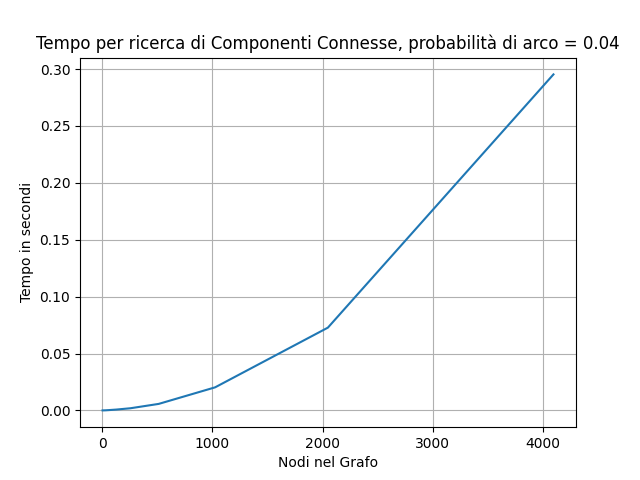 Tempo per ricerca di Componenti Connesse, probabilità di arco = 0.04
0.30
0.25
0.20
0.15
0.10
0.05
0.00
Tempo in secondi
0 1000 2000 3000 4000
Nodi nel Grafo